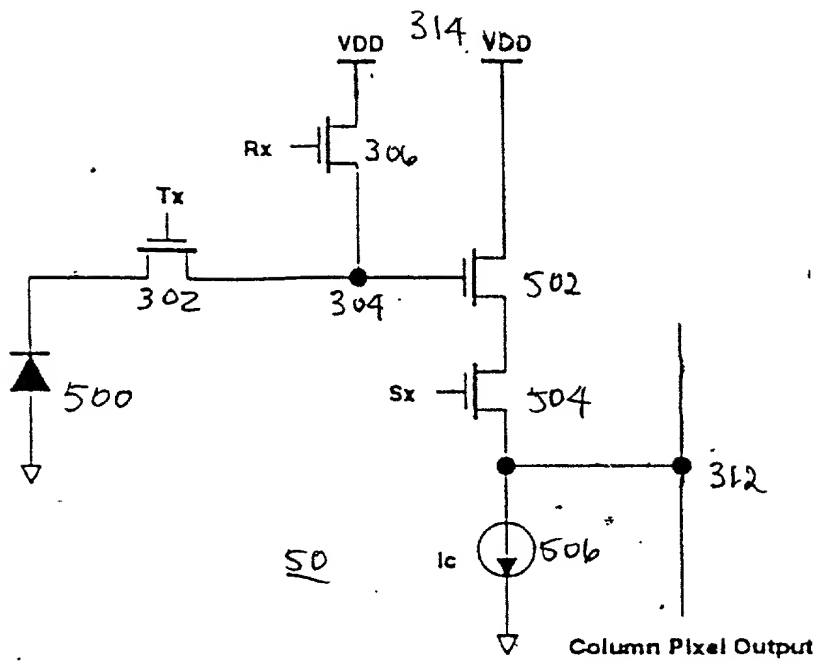 VDD 314 VDD
Rx 306
Tx
302 304 502
500 Sx 504
312
50 Ic 506
Column Pixel Output